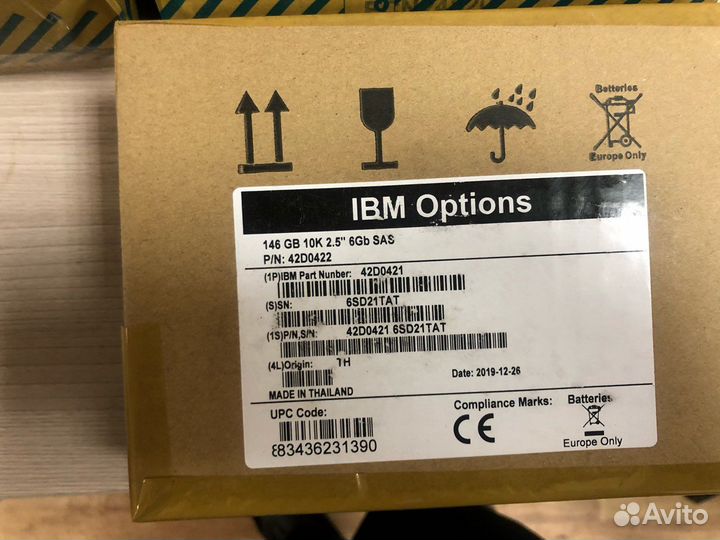 Batteries
Europe Only
IBM Options
146 GB 10K 2.5" 6Gb SAS
P/N: 42D0422
(1P)IBM Part Number: 42D0421
(S)SN: 6SD21TAT
(1S)P/N,S/N: 42D0421 6SD21TAT
(4L)Origin: TH
Date: 2019-12-26
MADE IN THAILAND
UPC Code:
883436231390
Compliance Marks:
CE
Batteries
Europe Only
Avito